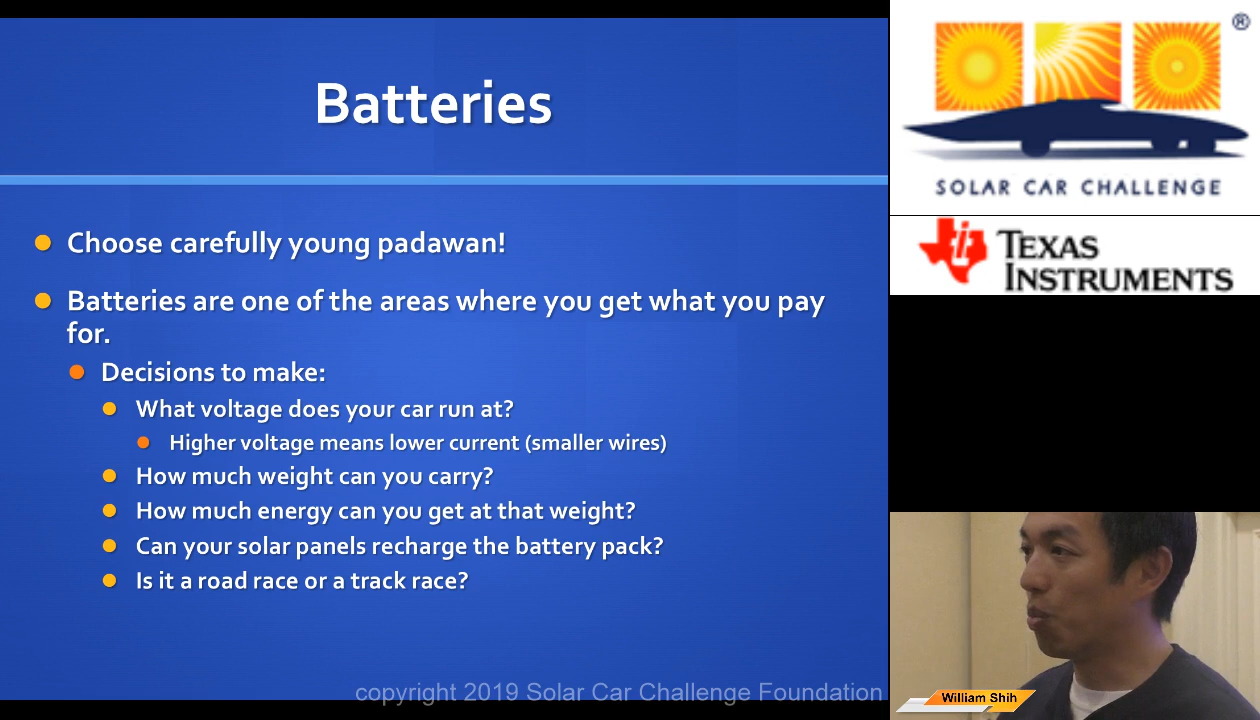 Batteries
Choose carefully young padawan!
Batteries are one of the areas where you get what you pay
for.
Decisions to make:
What voltage does your car run at?
Higher voltage means lower current (smaller wires)
How much weight can you carry?
How much energy can you get at that weight?
Can your solar panels recharge the battery pack?
Is it a road race or a track race?
copyright 2019 Solar Car Challenge Foundation
®
SOLAR CAR CHALLENGE
TEXAS
INSTRUMENTS
William Shih